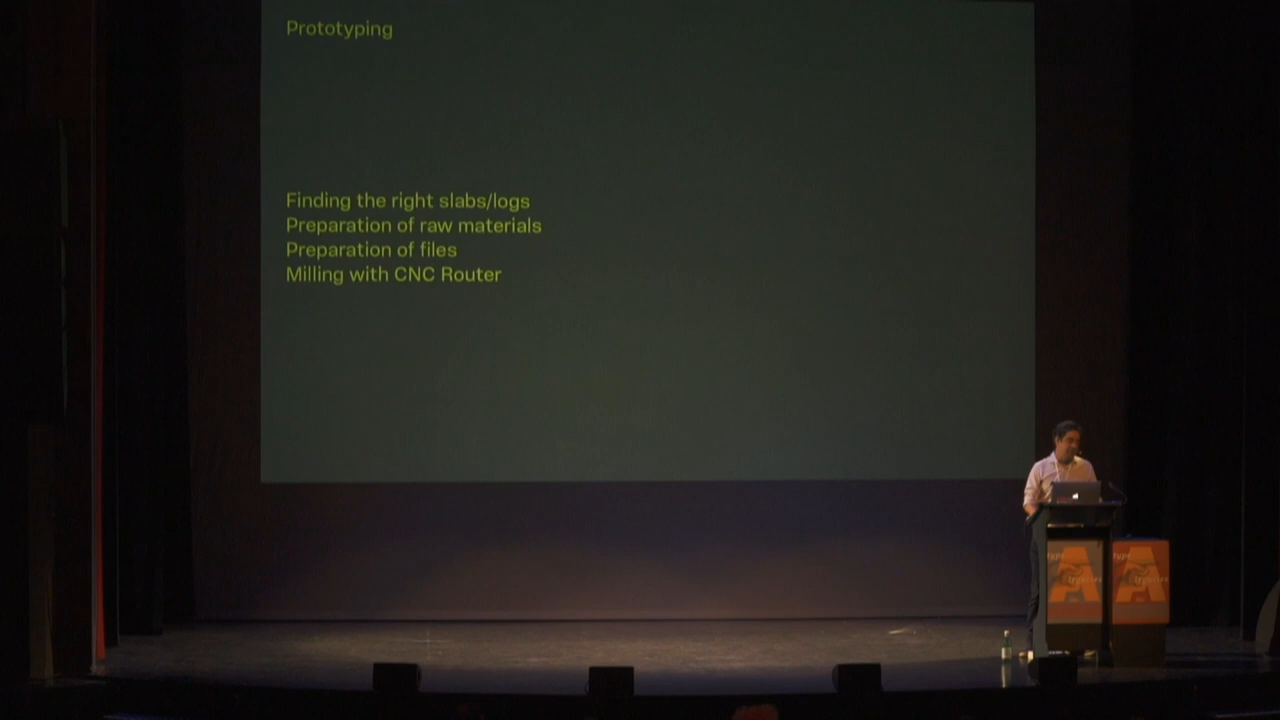 Prototyping
Finding the right slabs/logs
Preparation of raw materials
Preparation of files
Milling with CNC Router
A
A